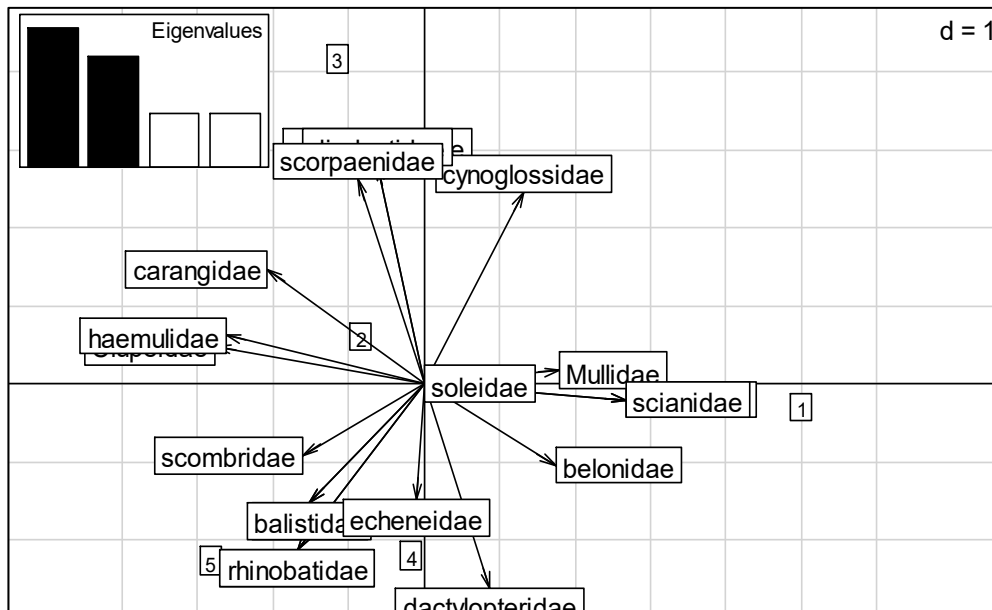 Eigenvalues
d = 1
3
scorpaenidae
cynoglossidae
carangidae
haemulidae
2
soleidae
Mullidae
scianidae
1
scombridae
belonidae
echeneidae
5
4
rhinobatidae
dactylopteridae